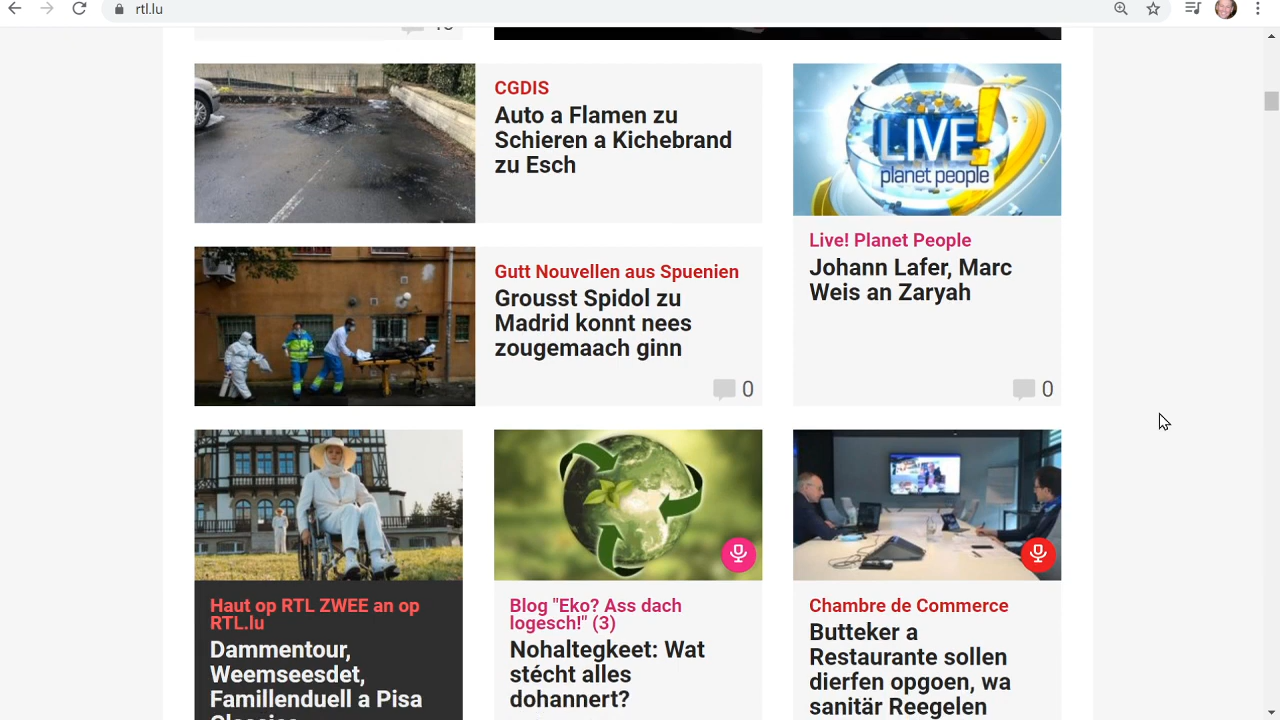 rtl.lu
CGDIS
Auto a Flamen zu
Schieren a Kichebrand
zu Esch
LIVE!
planet people
Live! Planet People
Johann Lafer, Marc
Weis an Zaryah
0
Gutt Nouvellen aus Spuenien
Grousst Spidol zu
Madrid konnt nees
zougemaach ginn
0
Haut op RTL ZWEE an op
RTL.lu
Dammentour,
Weemseesdet,
Famillenduell a Pisa
Blog "Eko? Ass dach
logesch!" (3)
Nohaltegkeet: Wat
stécht alles
dohannert?
Chambre de Commerce
Butteker a
Restaurante sollen
dierfen opgoen, wa
sanitär Reegelen